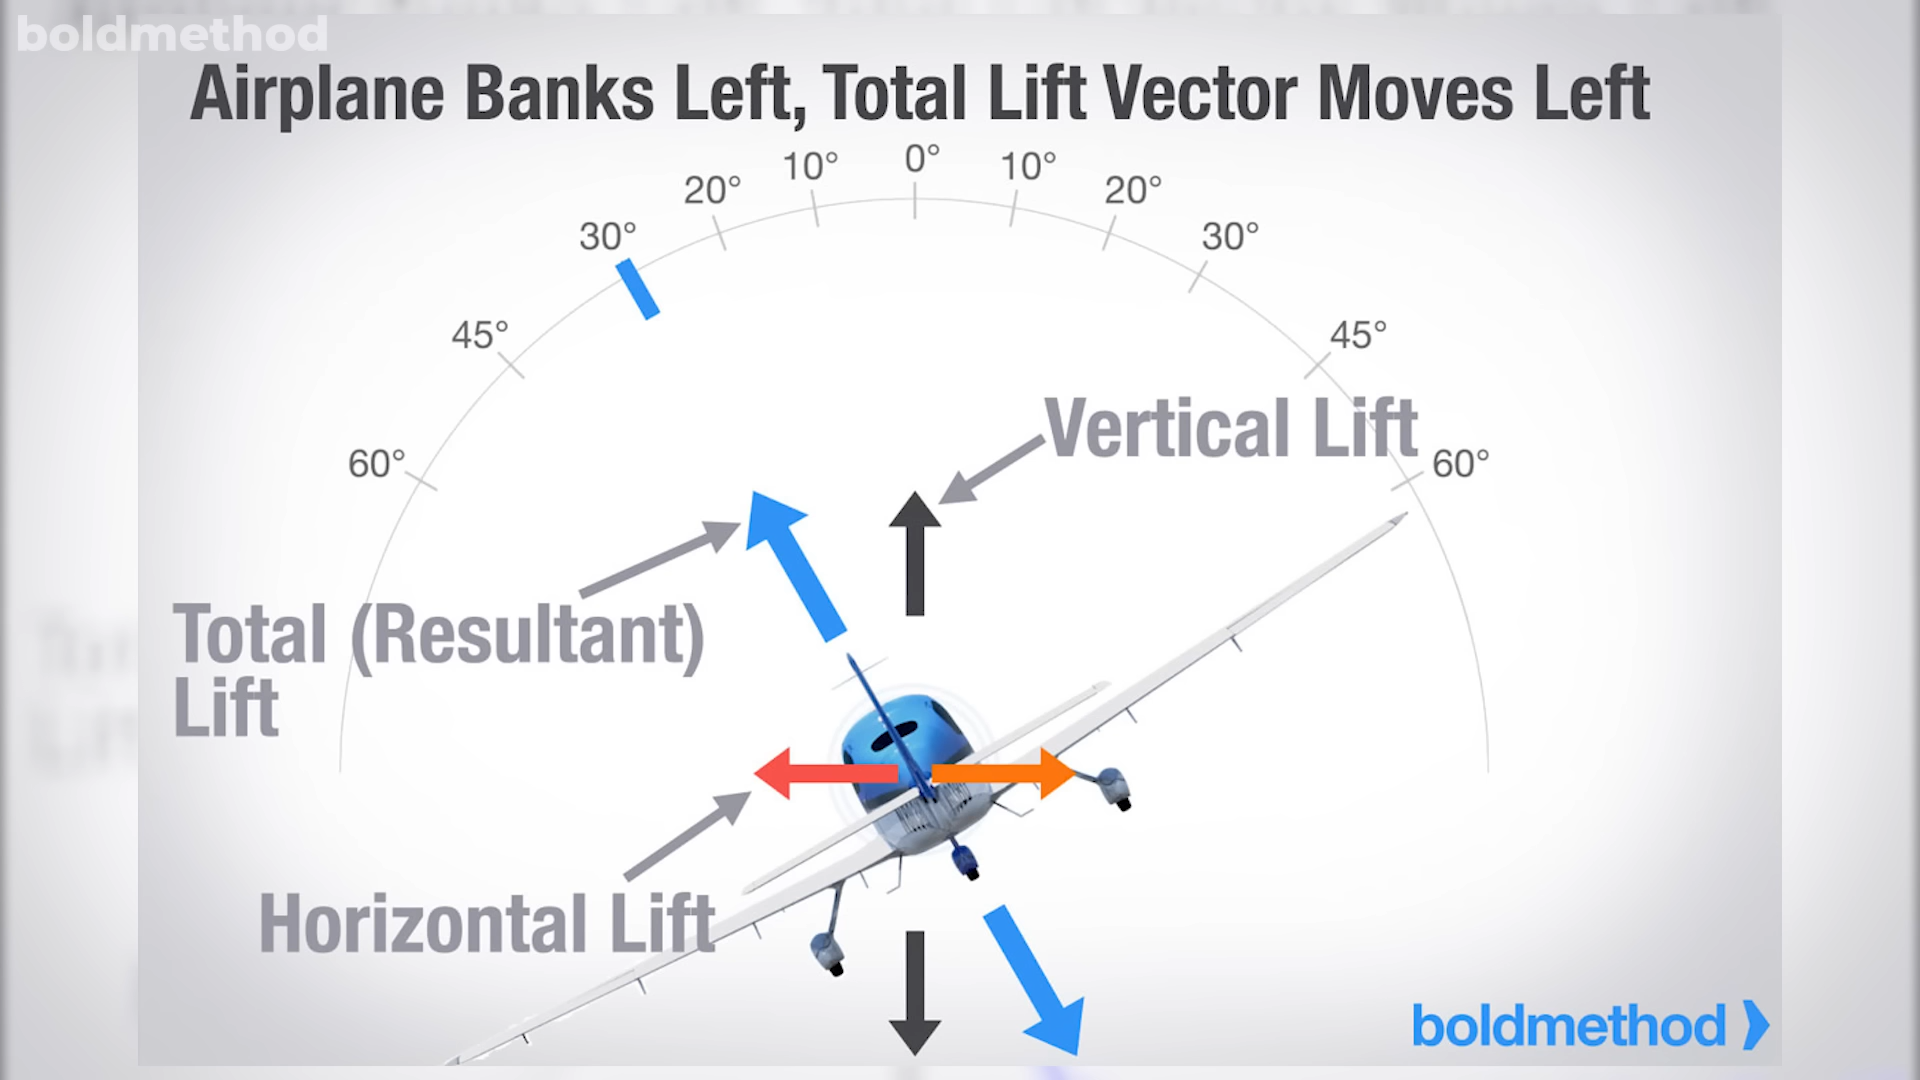 boldmethod
Airplane Banks Left, Total Lift Vector Moves Left
0°
10°
10°
20°
20°
30°
30°
45°
45°
Vertical Lift
60°
60°
Total (Resultant)
Lift
Horizontal Lift
boldmethod